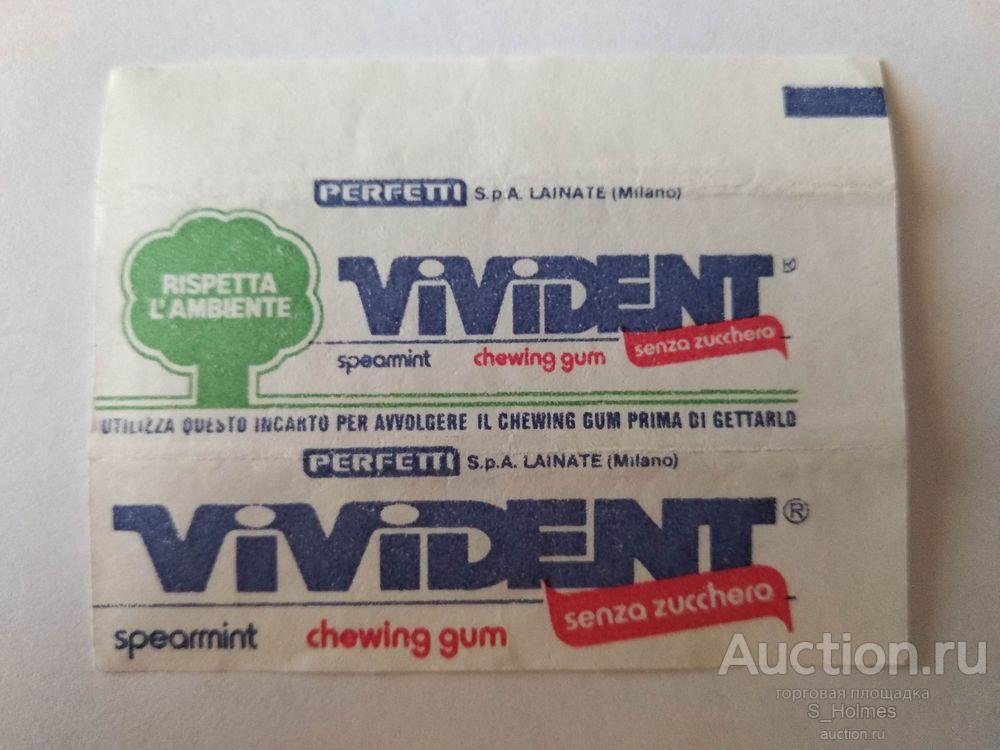 PERFETTI S.p.A. LAINATE (Milano)
RISPETTA
L'AMBIENTE
ViViDENT ®
spearmint chewing gum senza zucchero
UTILIZZA QUESTO INCARTO PER AVVOLGERE IL CHEWING GUM PRIMA DI GETTARLO
PERFETTI S.p.A. LAINATE (Milano)
ViViDENT ®
senza zucchero
spearmint chewing gum
Auction.ru
торговая площадка
S_Holmes
auction.ru